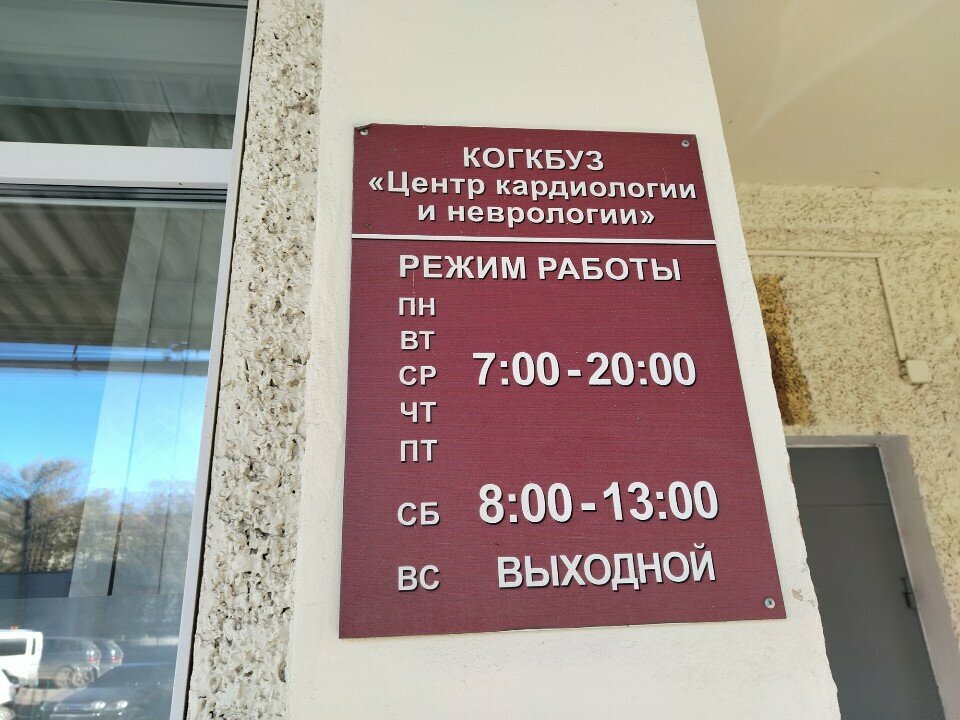 КОГКБУЗ
«Центр кардиологии
и неврологии»
РЕЖИМ РАБОТЫ
ПН
ВТ
СР 7:00 - 20:00
ЧТ
ПТ
СБ 8:00 - 13:00
ВС ВЫХОДНОЙ